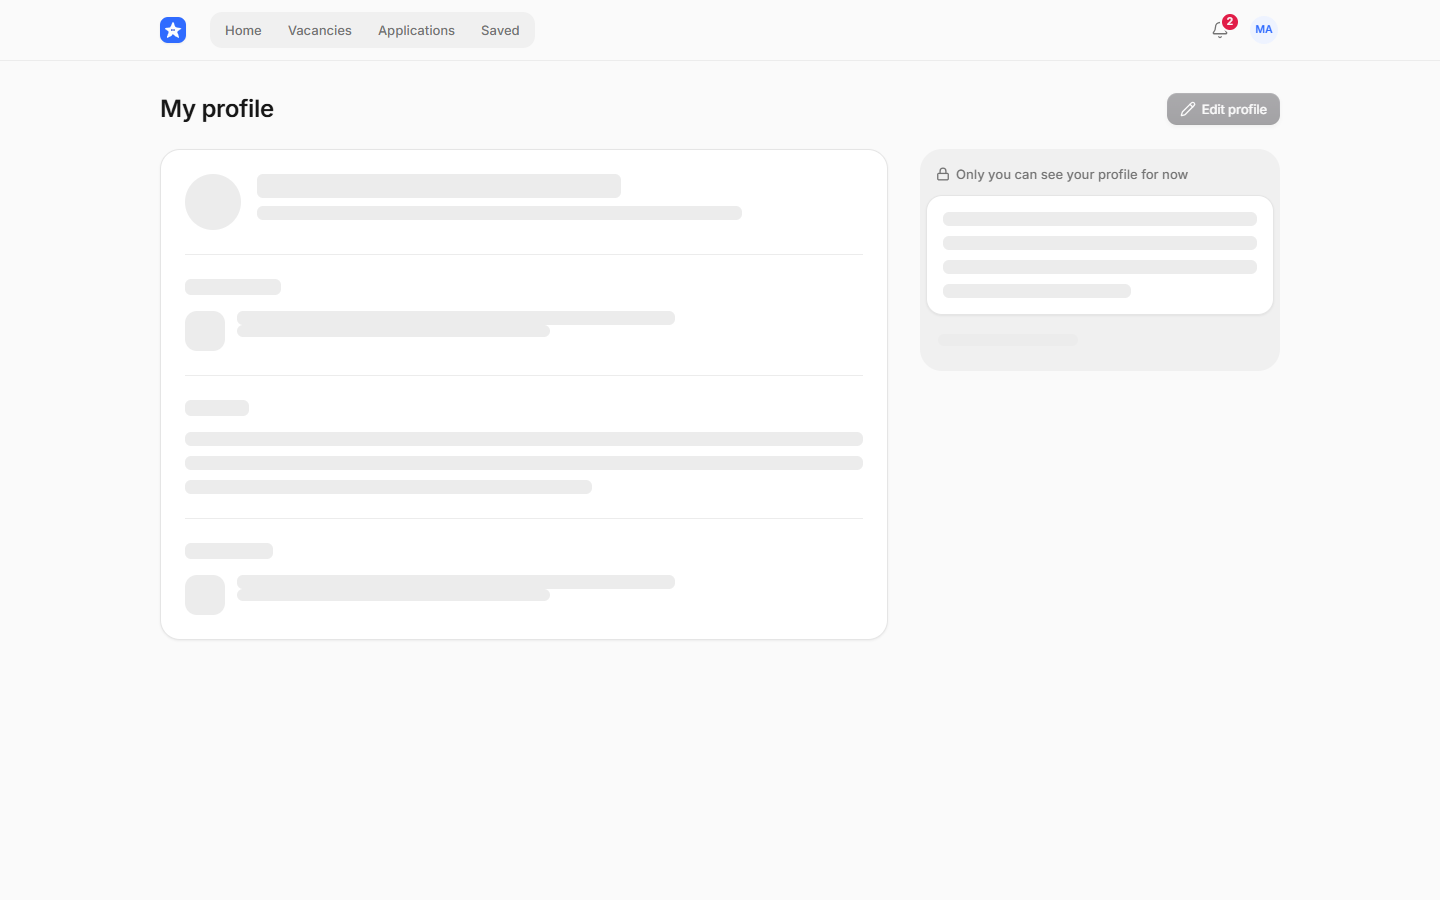 Home Vacancies Applications Saved
2
MA
My profile
Edit profile
Only you can see your profile for now